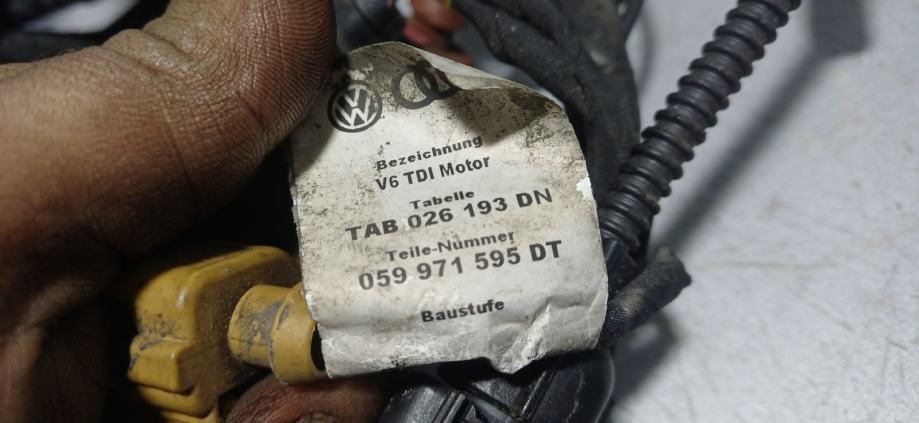 Bezeichnung
V6 TDI Motor
Tabelle
TAB 026 193 DN
Teile-Nummer
059 971 595 DT
Baustufe